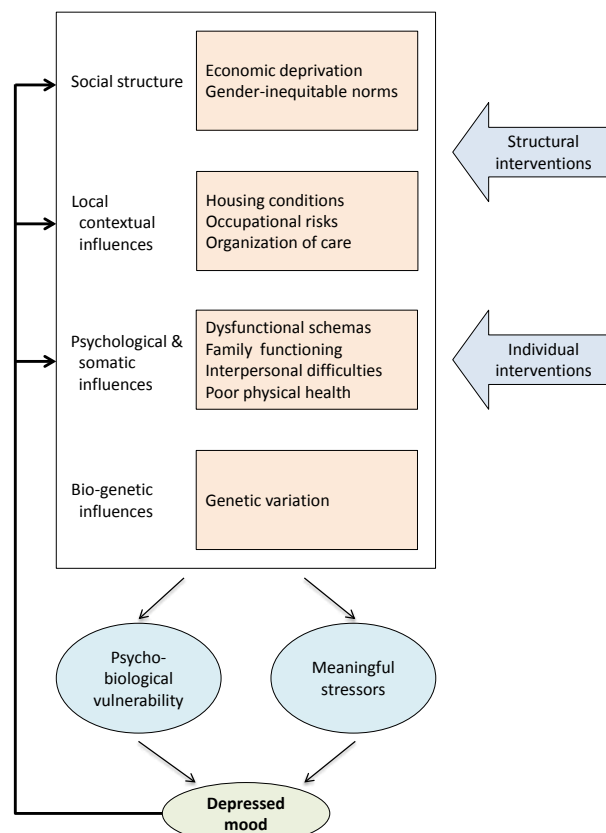 Social structure
Economic deprivation
Gender-inequitable norms
Structural
interventions
Local
contextual
influences
Housing conditions
Occupational risks
Organization of care
Psychological &
somatic
influences
Dysfunctional schemas
Family functioning
Interpersonal difficulties
Poor physical health
Individual
interventions
Bio-genetic
influences
Genetic variation
Psycho-
biological
vulnerability
Meaningful
stressors
Depressed
mood